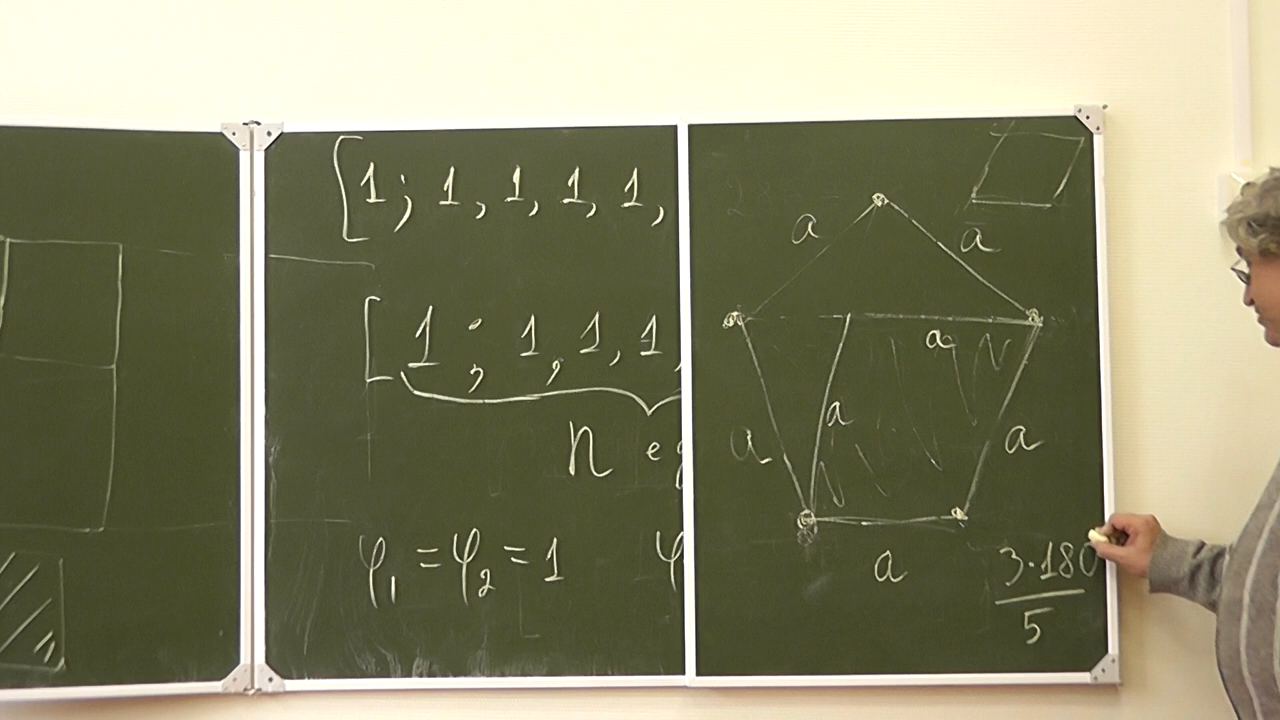 [1; 1, 1, 1, 1,
[1; 1, 1, 1,
n
φ₁ = φ₂ = 1 φ
a a
a
a a a
a
3·180
5